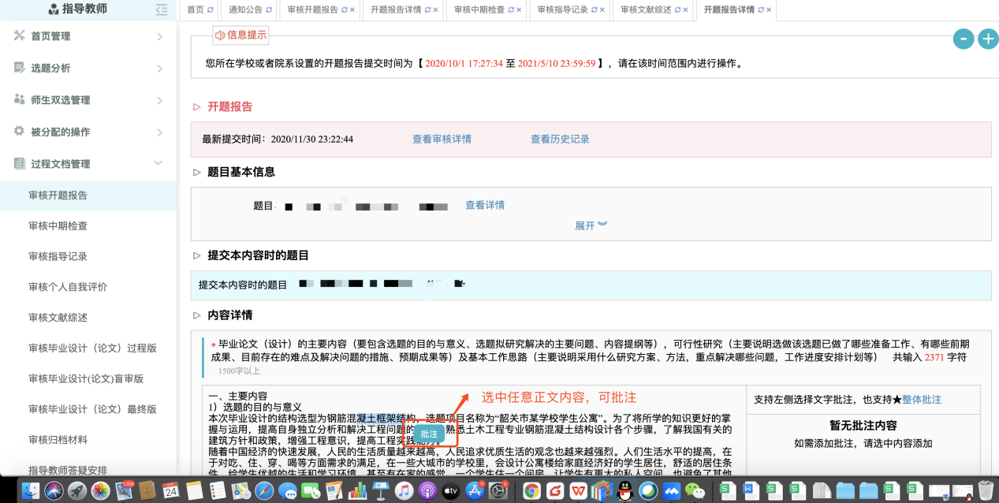 指导教师
首页
通知公告
审核开题报告
开题报告详情
审核中期检查
审核指导记录
审核文献综述
开题报告详情
首页管理
选题分析
师生双选管理
被分配的操作
过程文档管理
审核开题报告
审核中期检查
审核指导记录
审核个人自我评价
审核文献综述
审核毕业设计（论文）过程版
审核毕业设计(论文)盲审版
审核毕业设计（论文）最终版
审核归档材料
指导教师答疑安排
信息提示
您所在学校或者院系设置的开题报告提交时间为【 2020/10/1 17:27:34 至 2021/5/10 23:59:59 】，请在该时间范围内进行操作。
开题报告
最新提交时间：2020/11/30 23:22:44 查看审核详情 查看历史记录
题目基本信息
题目 查看详情
展开
提交本内容时的题目
提交本内容时的题目
内容详情
* 毕业论文（设计）的主要内容（要包含选题的目的与意义、选题拟研究解决的主要问题、内容提纲等），可行性研究（主要说明选做该选题已做了哪些准备工作、有哪些前期
成果、目前存在的难点及解决问题的措施、预期成果等）及基本工作思路（主要说明采用什么研究方案、方法，重点解决哪些问题，工作进度安排计划等） 共输入 2371 字符
1500字以上
选中任意正文内容，可批注
一、主要内容
1）选题的目的与意义
本次毕业设计的结构选型为钢筋混凝土框架结构，选题项目名称为“韶关市某学校学生公寓”。为了将所学的知识更好的掌
握与运用，提高自身独立分析和解决工程问题的 熟悉土木工程专业钢筋混凝土结构设计各个步骤，了解我国有关的
建筑方针和政策，增强工程意识，提高工程实践能力。
随着中国经济的快速发展，人民的生活质量越来越高，人民追求优质生活的观念也越来越强烈。人们生活水平的提高，在
于对吃、住、穿、喝等方面需求的满足，在一些大城市的学校里，会设计公寓楼给家庭经济好的学生居住，舒适的居住条
件，给学生优越的生活和学习环境，甚至有在家的感觉，一个学生住一个间房，让学生有更大的私人空间，也避免了其他
批注
支持左侧选择文字批注，也支持★整体批注
暂无批注内容
如需添加批注，请选中内容添加
24
tv